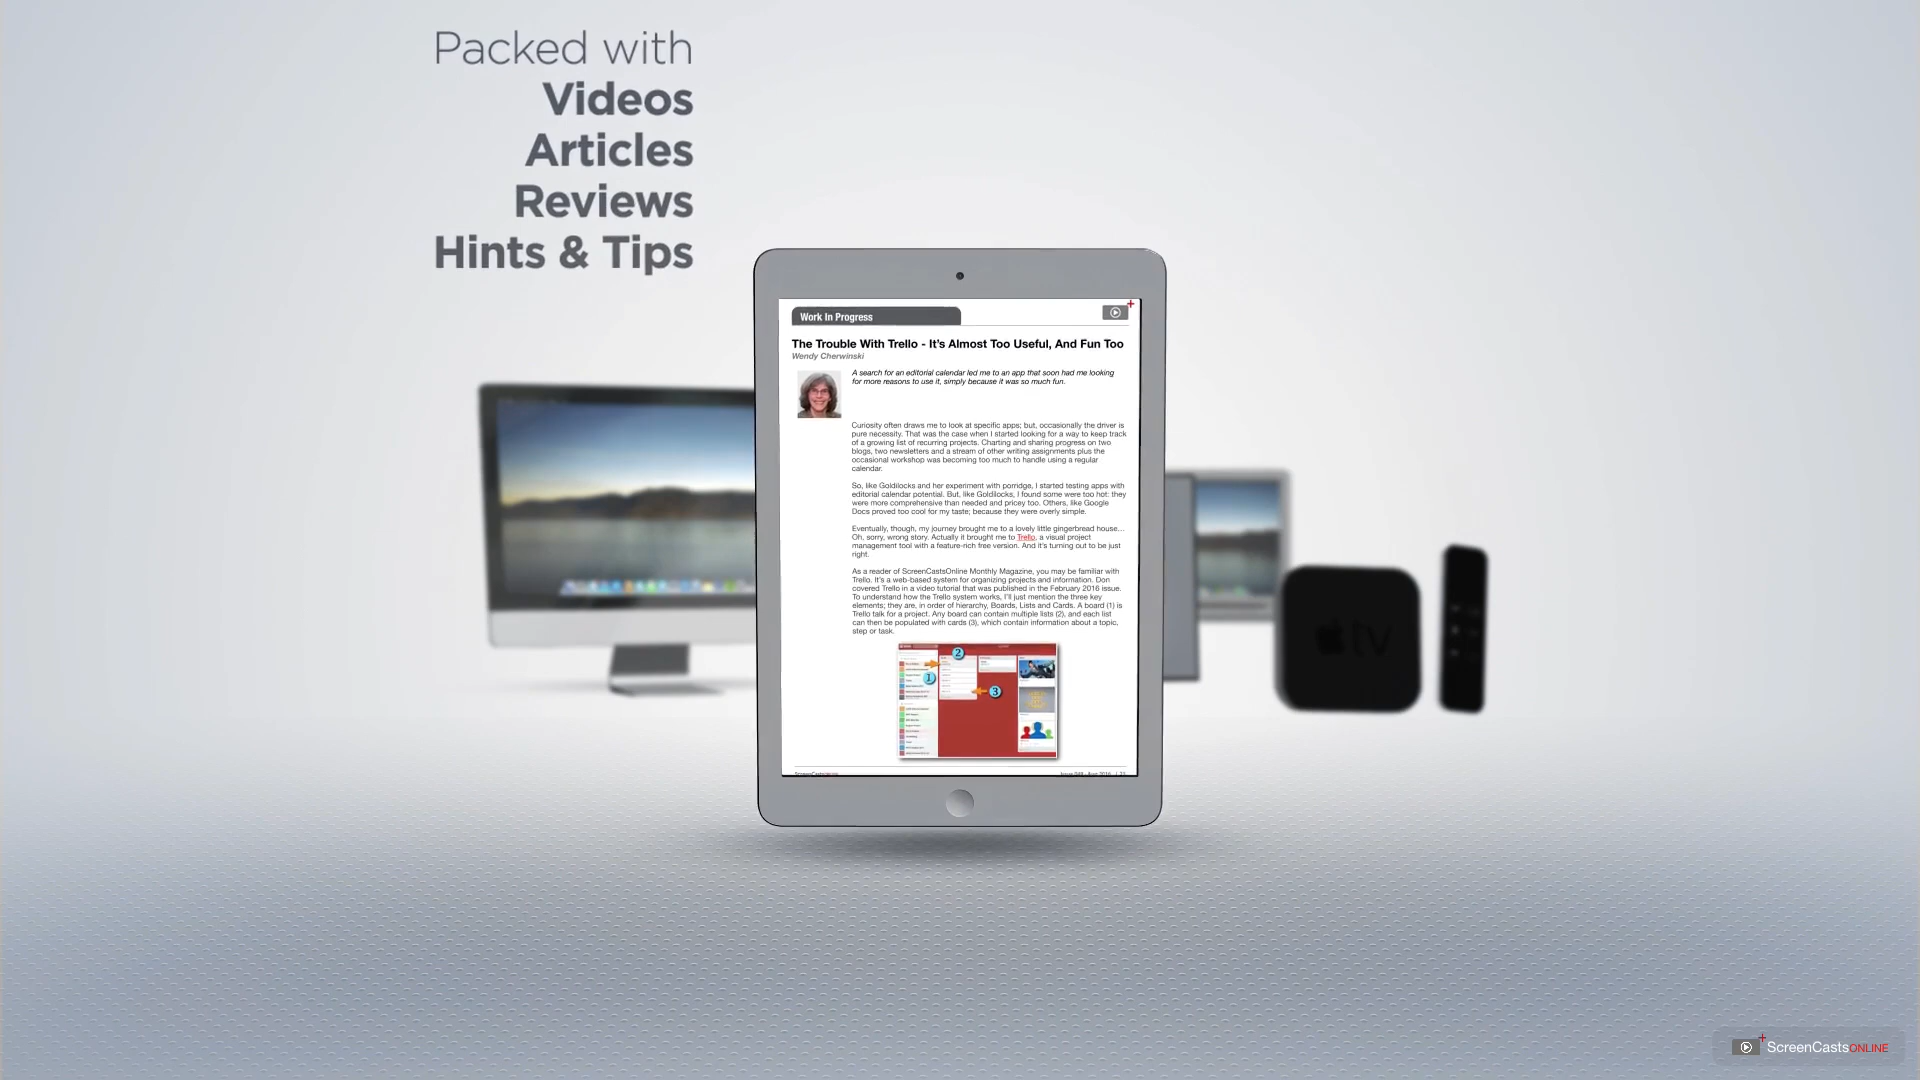 Packed with
Videos
Articles
Reviews
Hints & Tips
Work In Progress
The Trouble With Trello - It's Almost Too Useful, And Fun Too
Wendy Cherwinski
A search for an editorial calendar led me to an app that soon had me looking
for more reasons to use it, simply because it was so much fun.
Curiosity often draws me to look at specific apps; but, occasionally the driver is
pure necessity. That was the case when I started looking for a way to keep track
of a growing list of recurring projects. Charting and sharing progress on two
blogs, two newsletters and a stream of other writing assignments plus the
occasional workshop was becoming too much to handle using a regular
calendar.
So, like Goldilocks and her experiment with porridge, I started testing apps with
editorial calendar potential. But, like Goldilocks, I found some were too hot: they
were more comprehensive than needed and pricey too. Others, like Google
Docs proved too cool for my taste; because they were overly simple.
Eventually, though, my journey brought me to a lovely little gingerbread house...
Oh, sorry, wrong story. Actually it brought me to Trello, a visual project
management tool with a feature-rich free version. And it's turning out to be just
right.
As a reader of ScreenCastsOnline Monthly Magazine, you may be familiar with
Trello. It's a web-based system for organizing projects and information. Don
covered Trello in a video tutorial that was published in the February 2016 issue.
To understand how the Trello system works, I'll just mention the three key
elements; they are, in order of hierarchy, Boards, Lists and Cards. A board (1) is
Trello talk for a project. Any board can contain multiple lists (2), and each list
can then be populated with cards (3), which contain information about a topic,
step or task.
2
1
3
tv
ScreenCastsONLINE